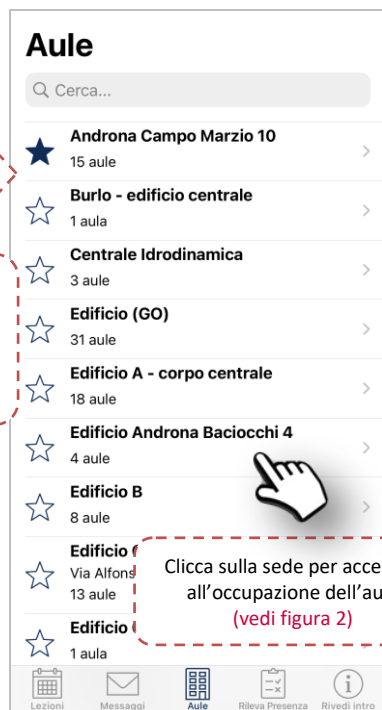 Aule
Cerca...
Androna Campo Marzio 10
15 aule
Burlo - edificio centrale
1 aula
Centrale Idrodinamica
3 aule
Edificio (GO)
31 aule
Edificio A - corpo centrale
18 aule
Edificio Androna Baciocchi 4
4 aule
Edificio B
8 aule
Edificio
Via Alfons
13 aule
Edificio
1 aula
Clicca sulla sede per acce
all'occupazione dell'au
(vedi figura 2)
Lezioni Messaggi Aule Rileva Presenza Rivedi intro